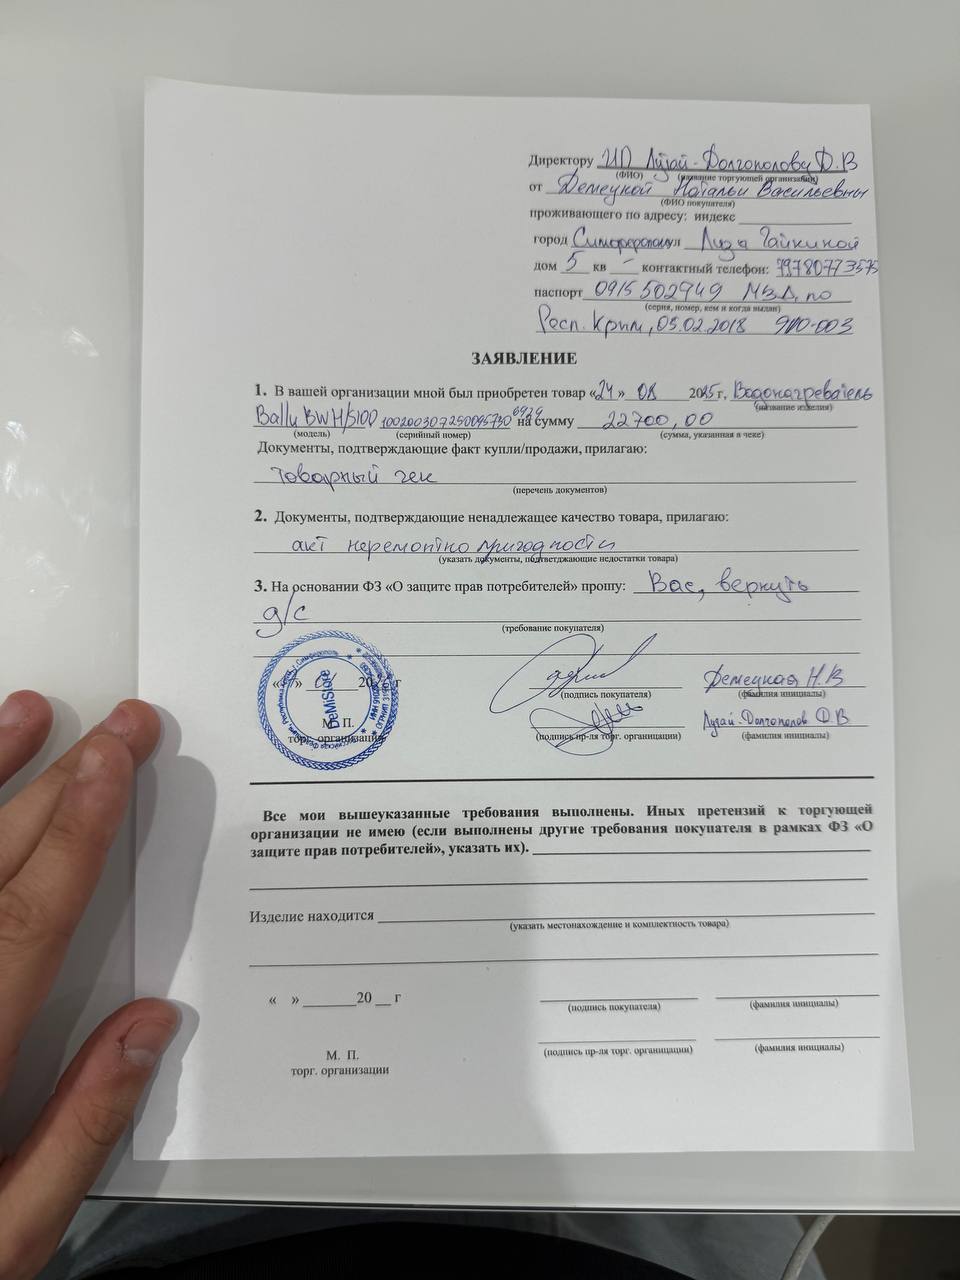 Директору ИП Лузай-Долгополову Д.В
(ФИО) (название торгующей организации)
от Демецкой Натальи Васильевны
(ФИО покупателя)
проживающего по адресу: индекс
город Симферополь ул Лизы Чайкиной
дом 5 кв - контактный телефон: 79780773575
паспорт 0915 502949 МВД по
(серия, номер, кем и когда выдан)
Респ. Крым, 05.02.2018 910-003
ЗАЯВЛЕНИЕ
1. В вашей организации мной был приобретен товар «24» 08 2025 г, Водонагреватель
(название изделия)
Ballu BWH/S100 на сумму 22700,00
(модель) (серийный номер) (сумма, указанная в чеке)
Документы, подтверждающие факт купли/продажи, прилагаю:
товарный чек
(перечень документов)
2. Документы, подтверждающие ненадлежащее качество товара, прилагаю:
акт неремонтнопригодности
(указать документы, подтветджающие недостатки товара)
3. На основании ФЗ «О защите прав потребителей» прошу: Вас, вернуть
д/с
(требование покупателя)
DeMiStore
г Демецкая Н.В
(подпись покупателя) (фамилия инициалы)
М. П. Лузай-Долгополов Д.В
торг. организации (подпись пр-ля торг. органицации) (фамилия инициалы)
Все мои вышеуказанные требования выполнены. Иных претензий к торгующей
организации не имею (если выполнены другие требования покупателя в рамках ФЗ «О
защите прав потребителей», указать их).
Изделие находится
(указать местонахождение и комплектность товара)
« » 20 г
(подпись покупателя) (фамилия инициалы)
М. П.
(подпись пр-ля торг. органицации) (фамилия инициалы)
торг. организации